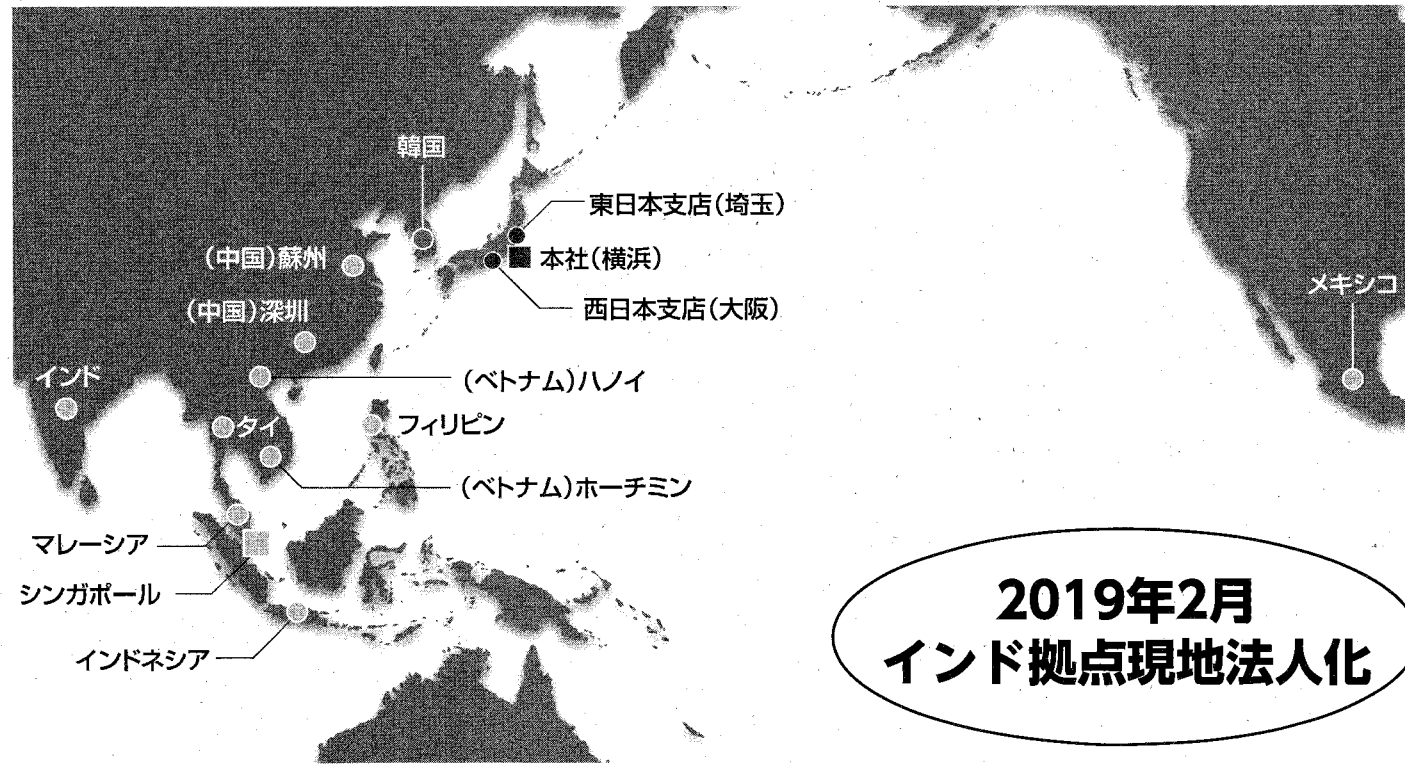 韓国
東日本支店(埼玉)
(中国)蘇州
本社(横浜)
(中国)深圳
西日本支店(大阪)
メキシコ
インド
(ベトナム)ハノイ
タイ
フィリピン
(ベトナム)ホーチミン
マレーシア
シンガポール
インドネシア
2019年2月
インド拠点現地法人化